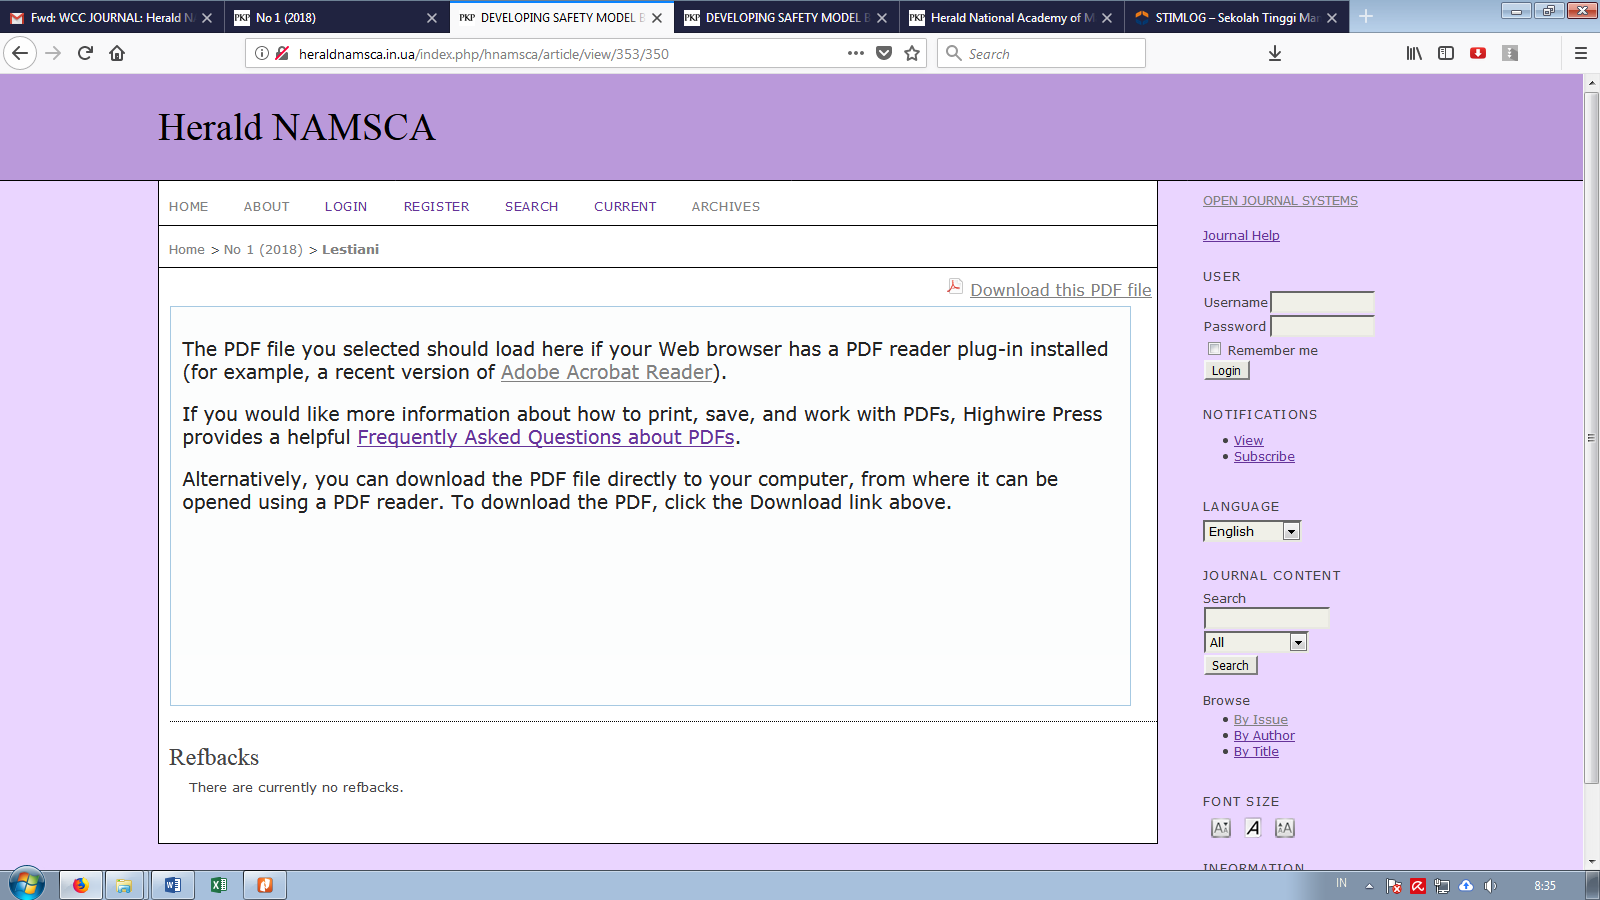 Fwd: WCC JOURNAL: Herald N
No 1 (2018)
DEVELOPING SAFETY MODEL B
DEVELOPING SAFETY MODEL B
Herald National Academy of M
STIMLOG – Sekolah Tinggi Mar
heraldnamsca.in.ua/index.php/hnamsca/article/view/353/350
Search
Herald NAMSCA
HOME ABOUT LOGIN REGISTER SEARCH CURRENT ARCHIVES
Home > No 1 (2018) > Lestiani
Download this PDF file
The PDF file you selected should load here if your Web browser has a PDF reader plug-in installed
(for example, a recent version of Adobe Acrobat Reader).
If you would like more information about how to print, save, and work with PDFs, Highwire Press
provides a helpful Frequently Asked Questions about PDFs.
Alternatively, you can download the PDF file directly to your computer, from where it can be
opened using a PDF reader. To download the PDF, click the Download link above.
Refbacks
There are currently no refbacks.
OPEN JOURNAL SYSTEMS
Journal Help
USER
Username
Password
Remember me
Login
NOTIFICATIONS
View
Subscribe
LANGUAGE
English
JOURNAL CONTENT
Search
All
Search
Browse
By Issue
By Author
By Title
FONT SIZE
INFORMATION
IN
8:35